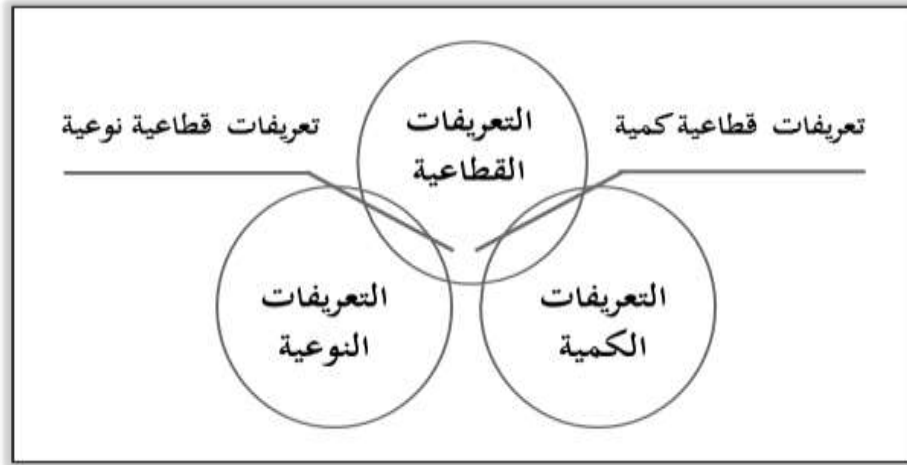 التعريفات
القطاعية
تعريفات قطاعية كمية
تعريفات قطاعية نوعية
التعريفات
الكمية
التعريفات
النوعية